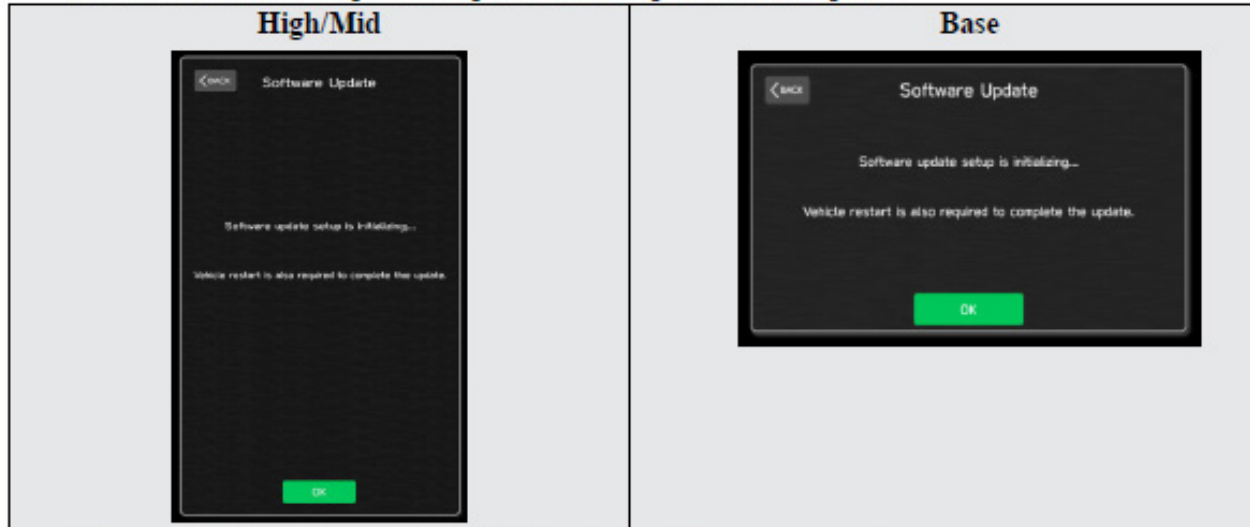 High/Mid
Base
BACK
Software Update
Software update setup is initializing...
Vehicle restart is also required to complete the update.
OK
BACK
Software Update
Software update setup is initializing...
Vehicle restart is also required to complete the update.
OK